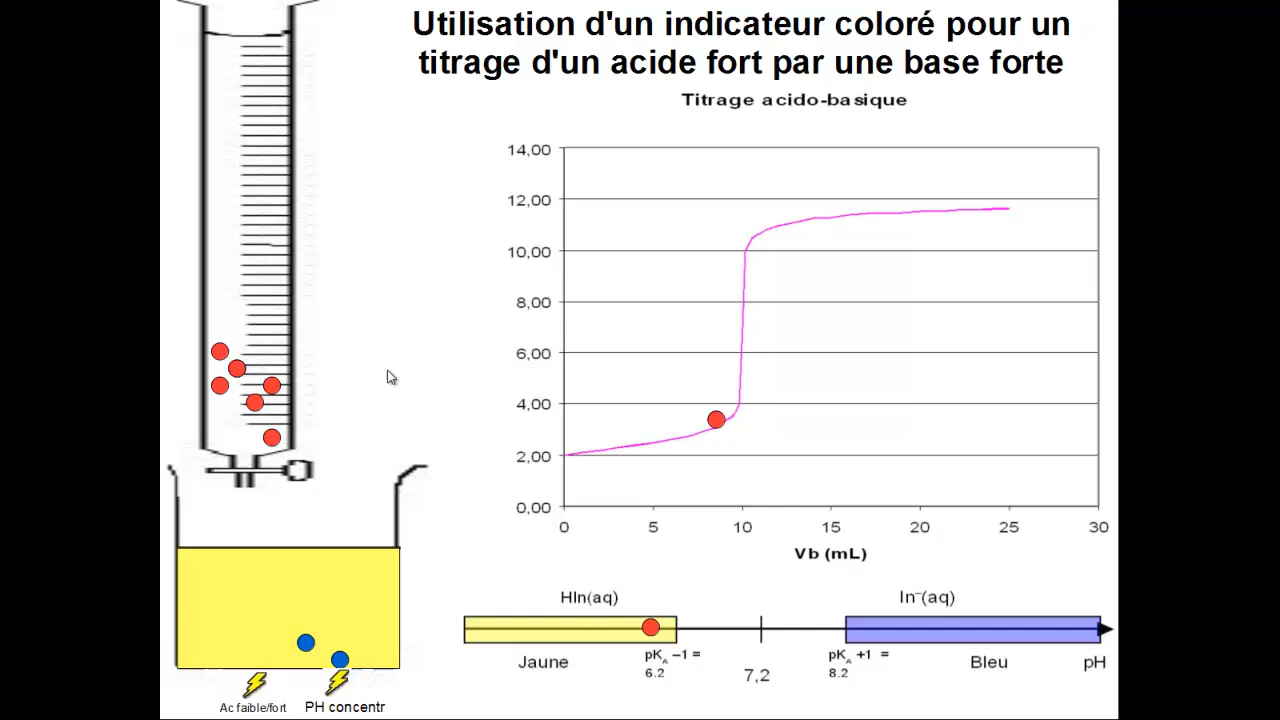 Utilisation d'un indicateur coloré pour un
titrage d'un acide fort par une base forte
Titrage acido-basique
14,00
12,00
10,00
8,00
6,00
4,00
2,00
0,00
0 5 10 15 20 25 30
Vb (mL)
HIn(aq) In⁻(aq)
pKA –1 =
6.2
pKA +1 =
8.2
Jaune 7,2 Bleu pH
Ac faible/fort PH concentr